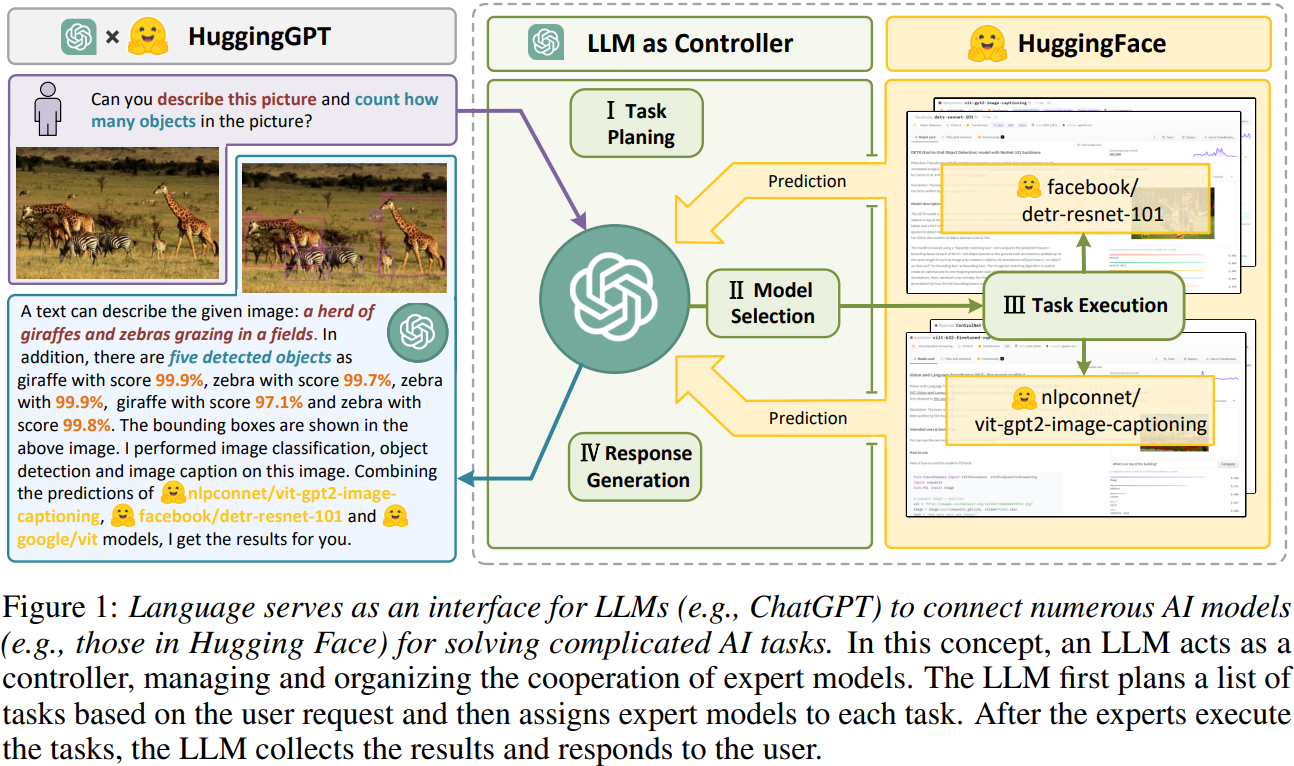 HuggingGPT
Can you describe this picture and count how
many objects in the picture?
A text can describe the given image: a herd of
giraffes and zebras grazing in a fields. In
addition, there are five detected objects as
giraffe with score 99.9%, zebra with score 99.7%, zebra
with 99.9%, giraffe with score 97.1% and zebra with
score 99.8%. The bounding boxes are shown in the
above image. I performed image classification, object
detection and image caption on this image. Combining
the predictions of nlpconnet/vit-gpt2-image-
captioning, facebook/detr-resnet-101 and
google/vit models, I get the results for you.
LLM as Controller
I Task
Planing
II Model
Selection
IV Response
Generation
Prediction
Prediction
HuggingFace
vit-gpt2-image-captioning
detr-resnet-101
facebook/
detr-resnet-101
III Task Execution
nlpconnet/
vit-gpt2-image-captioning
Figure 1: Language serves as an interface for LLMs (e.g., ChatGPT) to connect numerous AI models
(e.g., those in Hugging Face) for solving complicated AI tasks. In this concept, an LLM acts as a
controller, managing and organizing the cooperation of expert models. The LLM first plans a list of
tasks based on the user request and then assigns expert models to each task. After the experts execute
the tasks, the LLM collects the results and responds to the user.